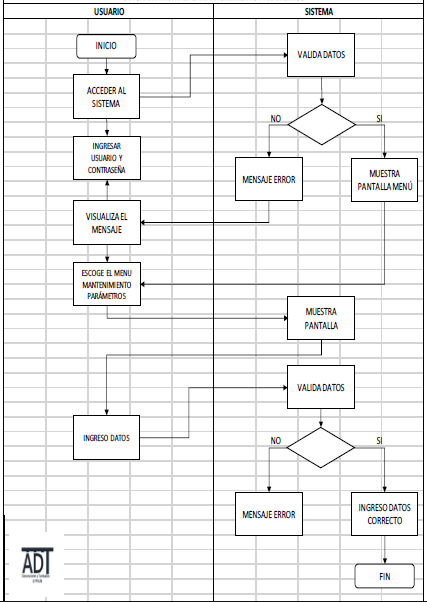 USUARIO
SISTEMA
INICIO
VALIDA DATOS
ACCEDER AL
SISTEMA
NO
SI
INGRESAR
USUARIO Y
CONTRASEÑA
MENSAJE ERROR
MUESTRA
PANTALLA MENÚ
VISUALIZA EL
MENSAJE
ESCOGE EL MENU
MANTENIMIENTO
PARÁMETROS
MUESTRA
PANTALLA
VALIDA DATOS
INGRESO DATOS
NO
SI
MENSAJE ERROR
INGRESO DATOS
CORRECTO
ADT
FIN